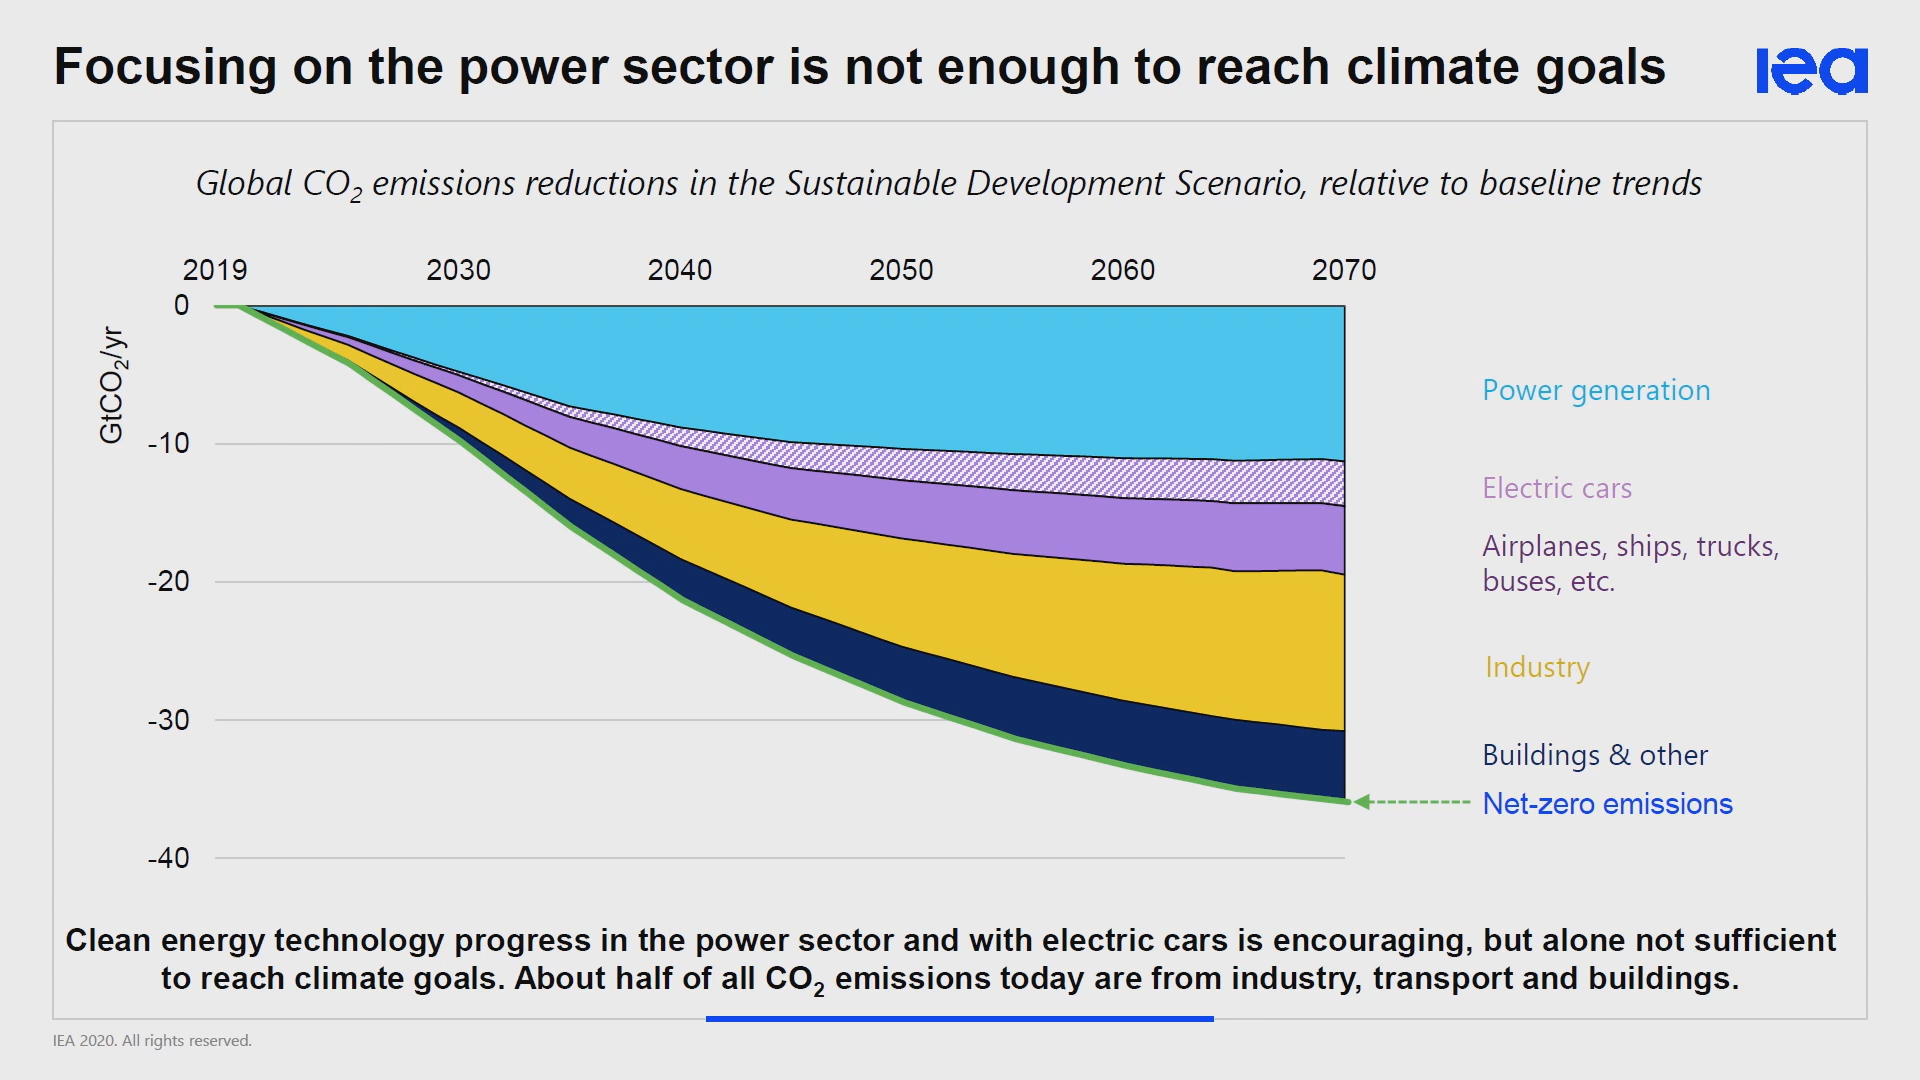 Focusing on the power sector is not enough to reach climate goals
iea
Global CO₂ emissions reductions in the Sustainable Development Scenario, relative to baseline trends
2019 2030 2040 2050 2060 2070
GtCO₂/yr
0
-10
-20
-30
-40
Power generation
Electric cars
Airplanes, ships, trucks,
buses, etc.
Industry
Buildings & other
Net-zero emissions
Clean energy technology progress in the power sector and with electric cars is encouraging, but alone not sufficient
to reach climate goals. About half of all CO₂ emissions today are from industry, transport and buildings.
IEA 2020. All rights reserved.